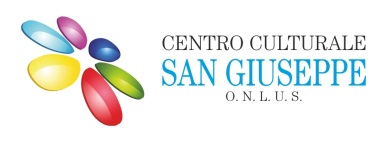 CENTRO CULTURALE
SAN GIUSEPPE
O. N. L. U. S.